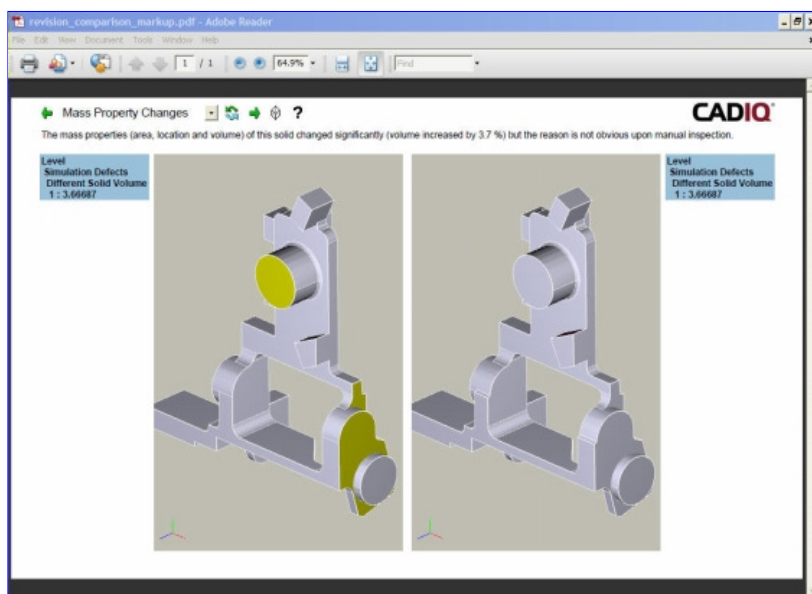 revision_comparison_markup.pdf - Adobe Reader
File Edit View Document Tools Window Help
1 / 1 64.9% Find
Mass Property Changes ? CADIQ
The mass properties (area, location and volume) of this solid changed significantly (volume increased by 3.7 %) but the reason is not obvious upon manual inspection.
Level
Simulation Defects
Different Solid Volume
1 : 3.66687
Level
Simulation Defects
Different Solid Volume
1 : 3.66687